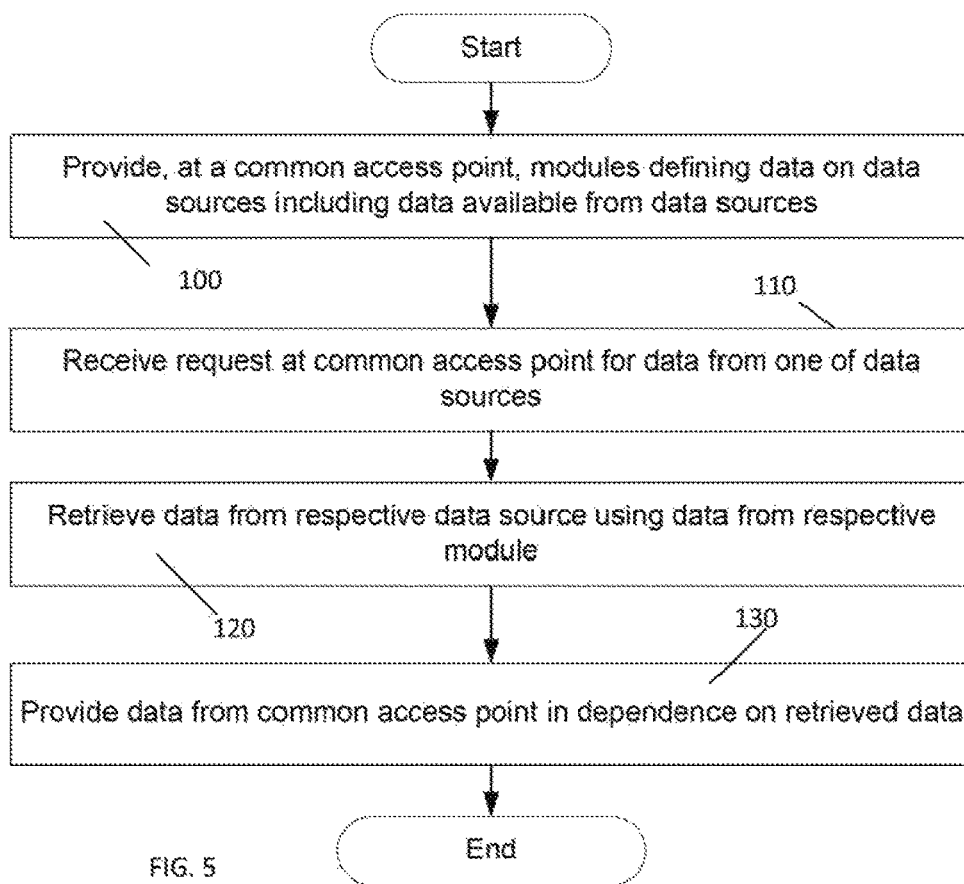 Start
Provide, at a common access point, modules defining data on data
sources including data available from data sources
100
110
Receive request at common access point for data from one of data
sources
Retrieve data from respective data source using data from respective
module
120
130
Provide data from common access point in dependence on retrieved data
End
FIG. 5